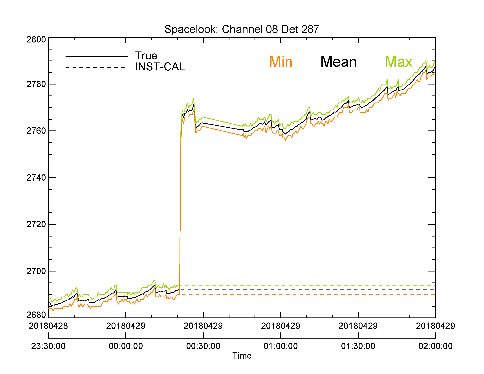 Spacelook: Channel 08 Det 287
2800
True
INST-CAL
Min Mean Max
2780
2760
2740
2720
2700
2680
20180428 20180429 20180429 20180429 20180429 20180429
23:30:00 00:00:00 00:30:00 01:00:00 01:30:00 02:00:00
Time